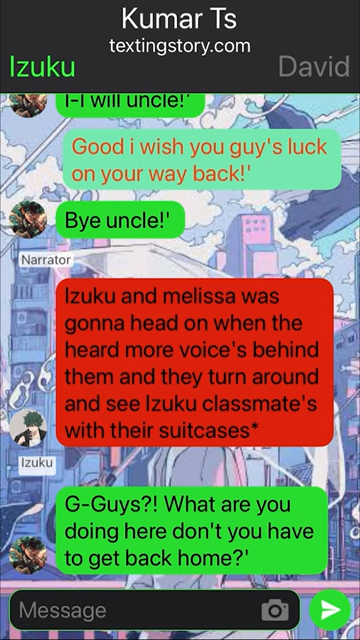 Kumar Ts
textingstory.com
Izuku
David
I-I will uncle!'
Good i wish you guy's luck
on your way back!'
Bye uncle!'
Narrator
Izuku and melissa was
gonna head on when the
heard more voice's behind
them and they turn around
and see Izuku classmate's
with their suitcases*
Izuku
G-Guys?! What are you
doing here don't you have
to get back home?'
Message